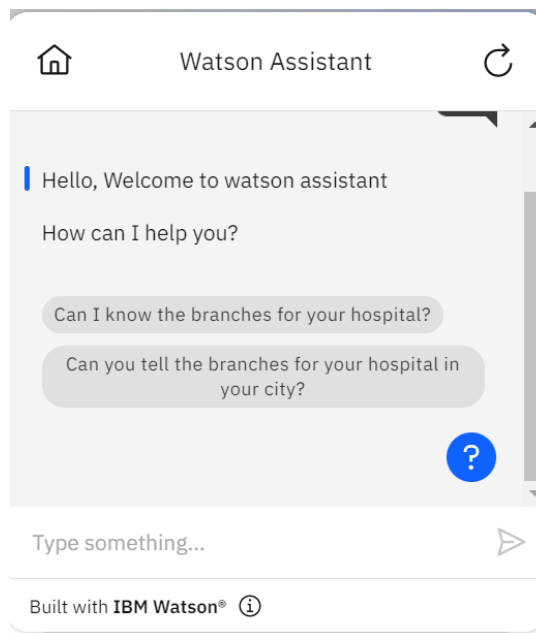 Watson Assistant
Hello, Welcome to watson assistant
How can I help you?
Can I know the branches for your hospital?
Can you tell the branches for your hospital in
your city?
?
Type something...
Built with IBM Watson®